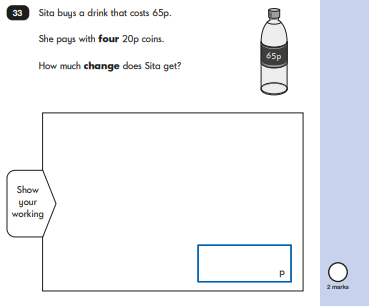 33 Sita buys a drink that costs 65p.
She pays with four 20p coins.
How much change does Sita get?
65p
Show
your
working
p
2 marks